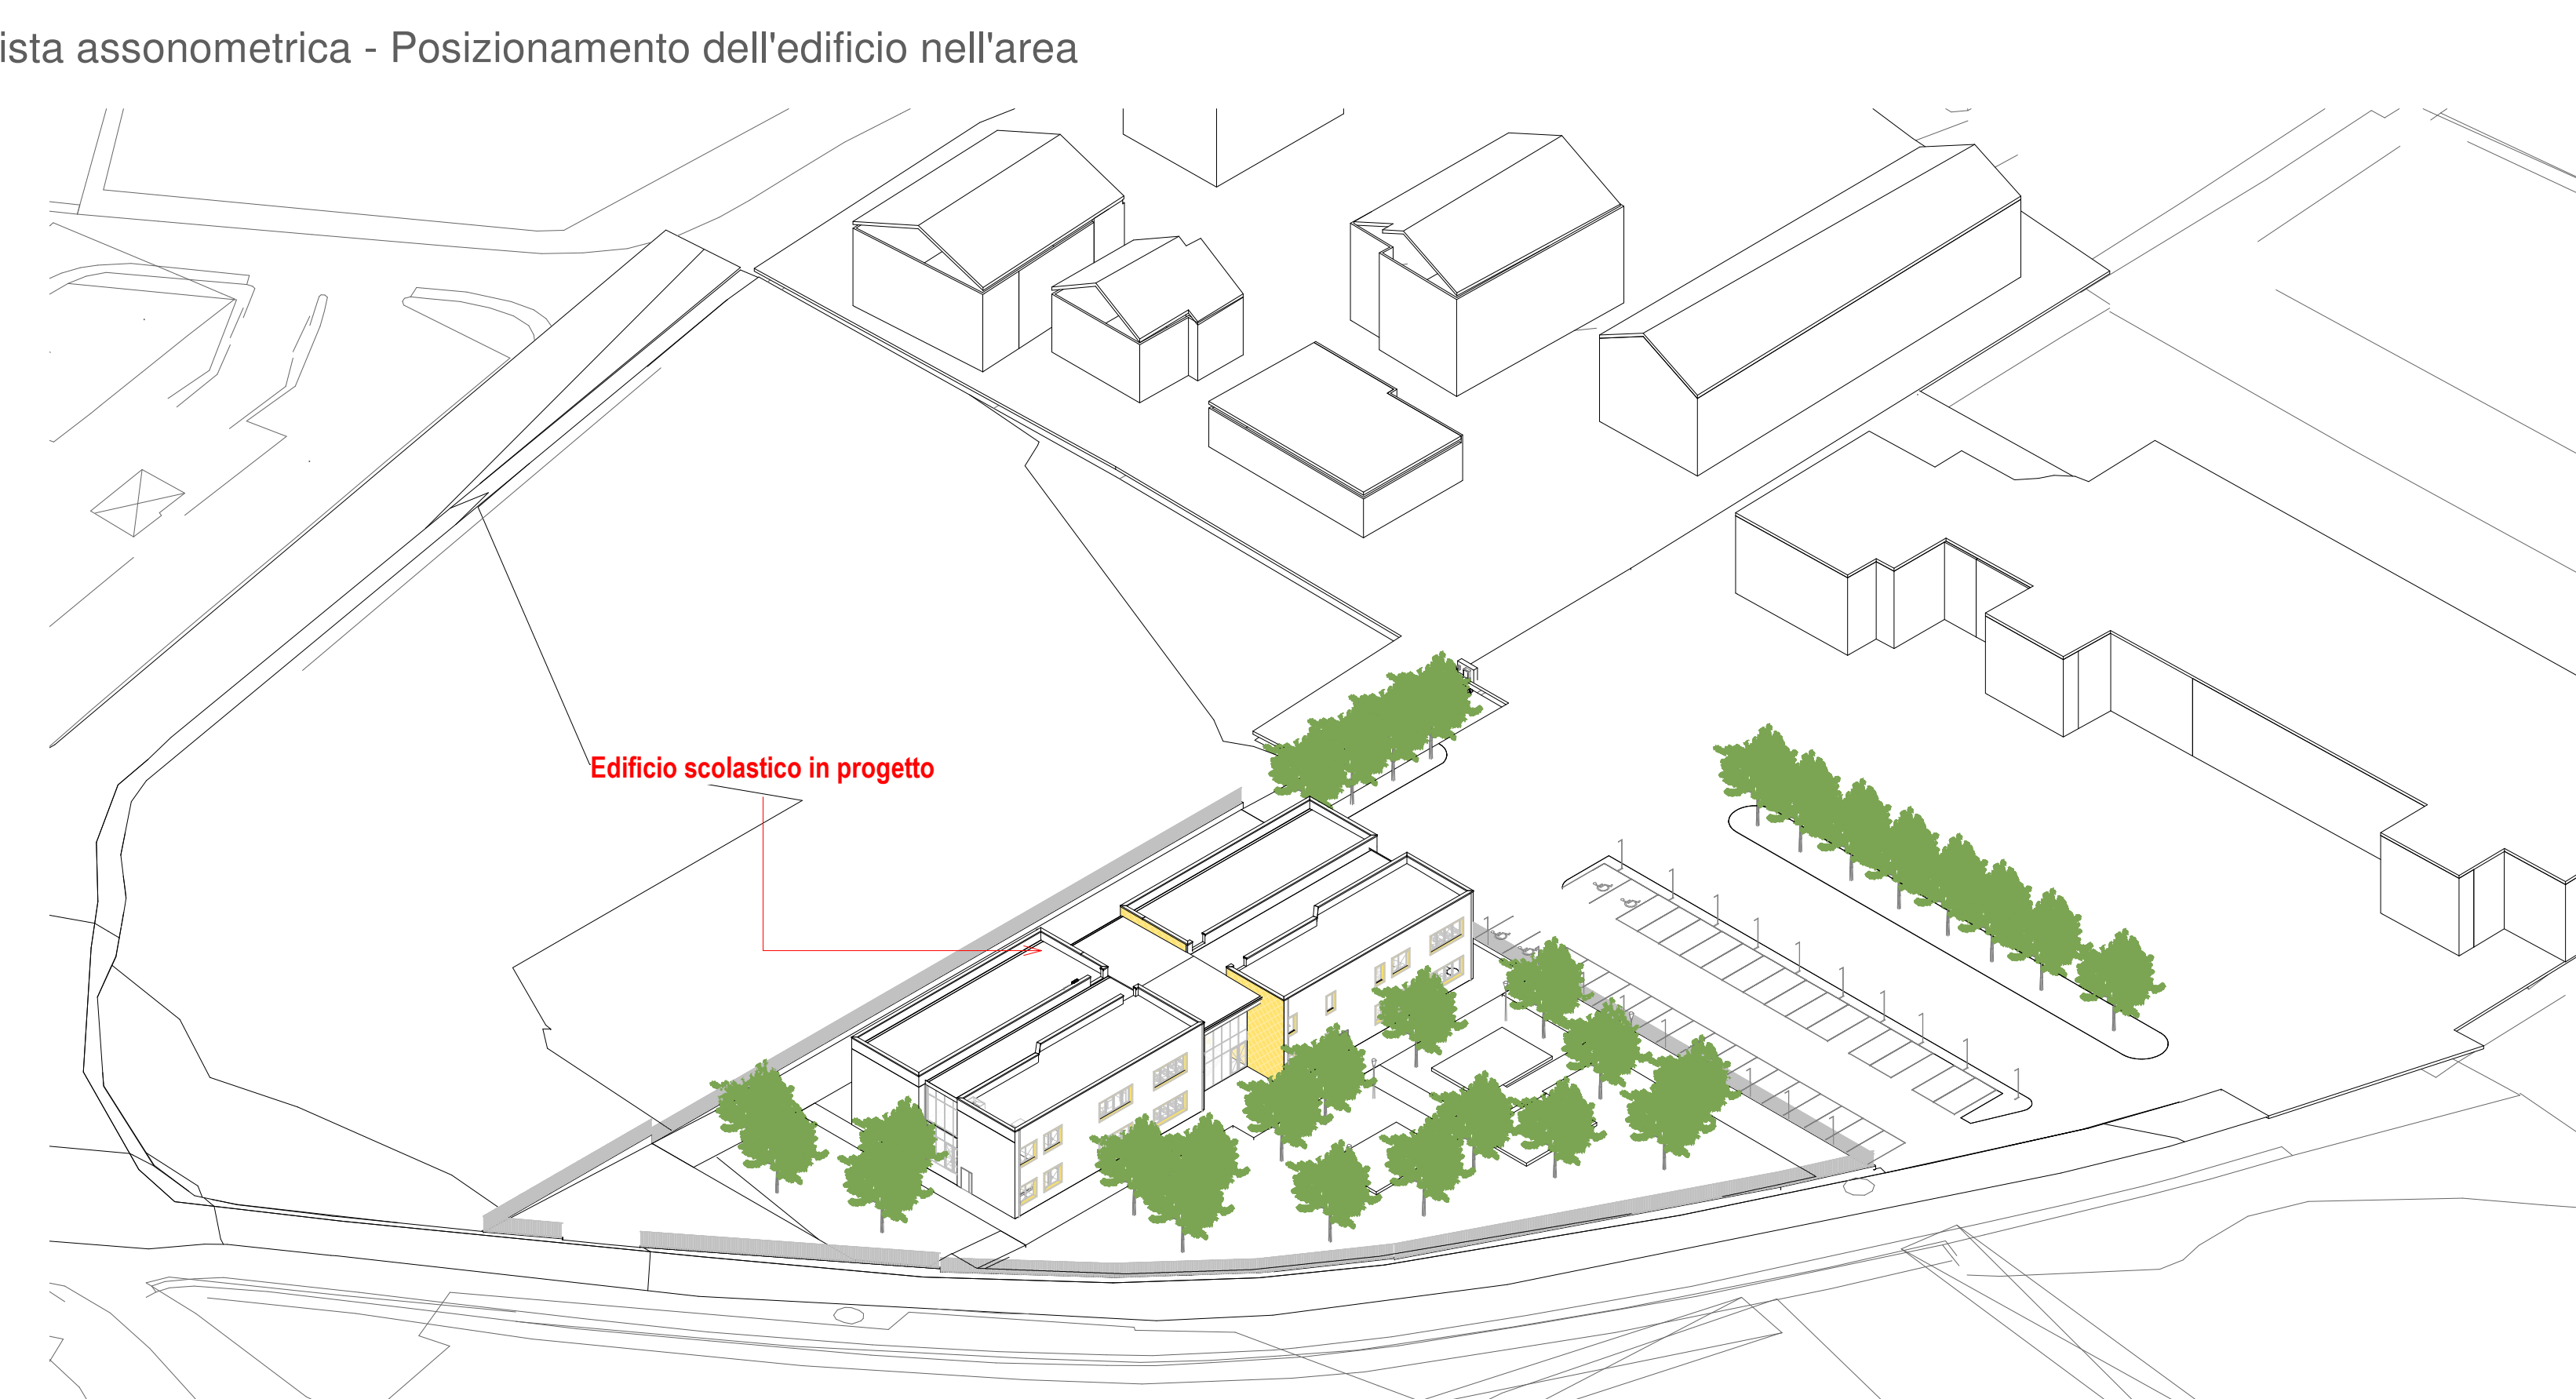 ista assonometrica - Posizionamento dell'edificio nell'area
Edificio scolastico in progetto